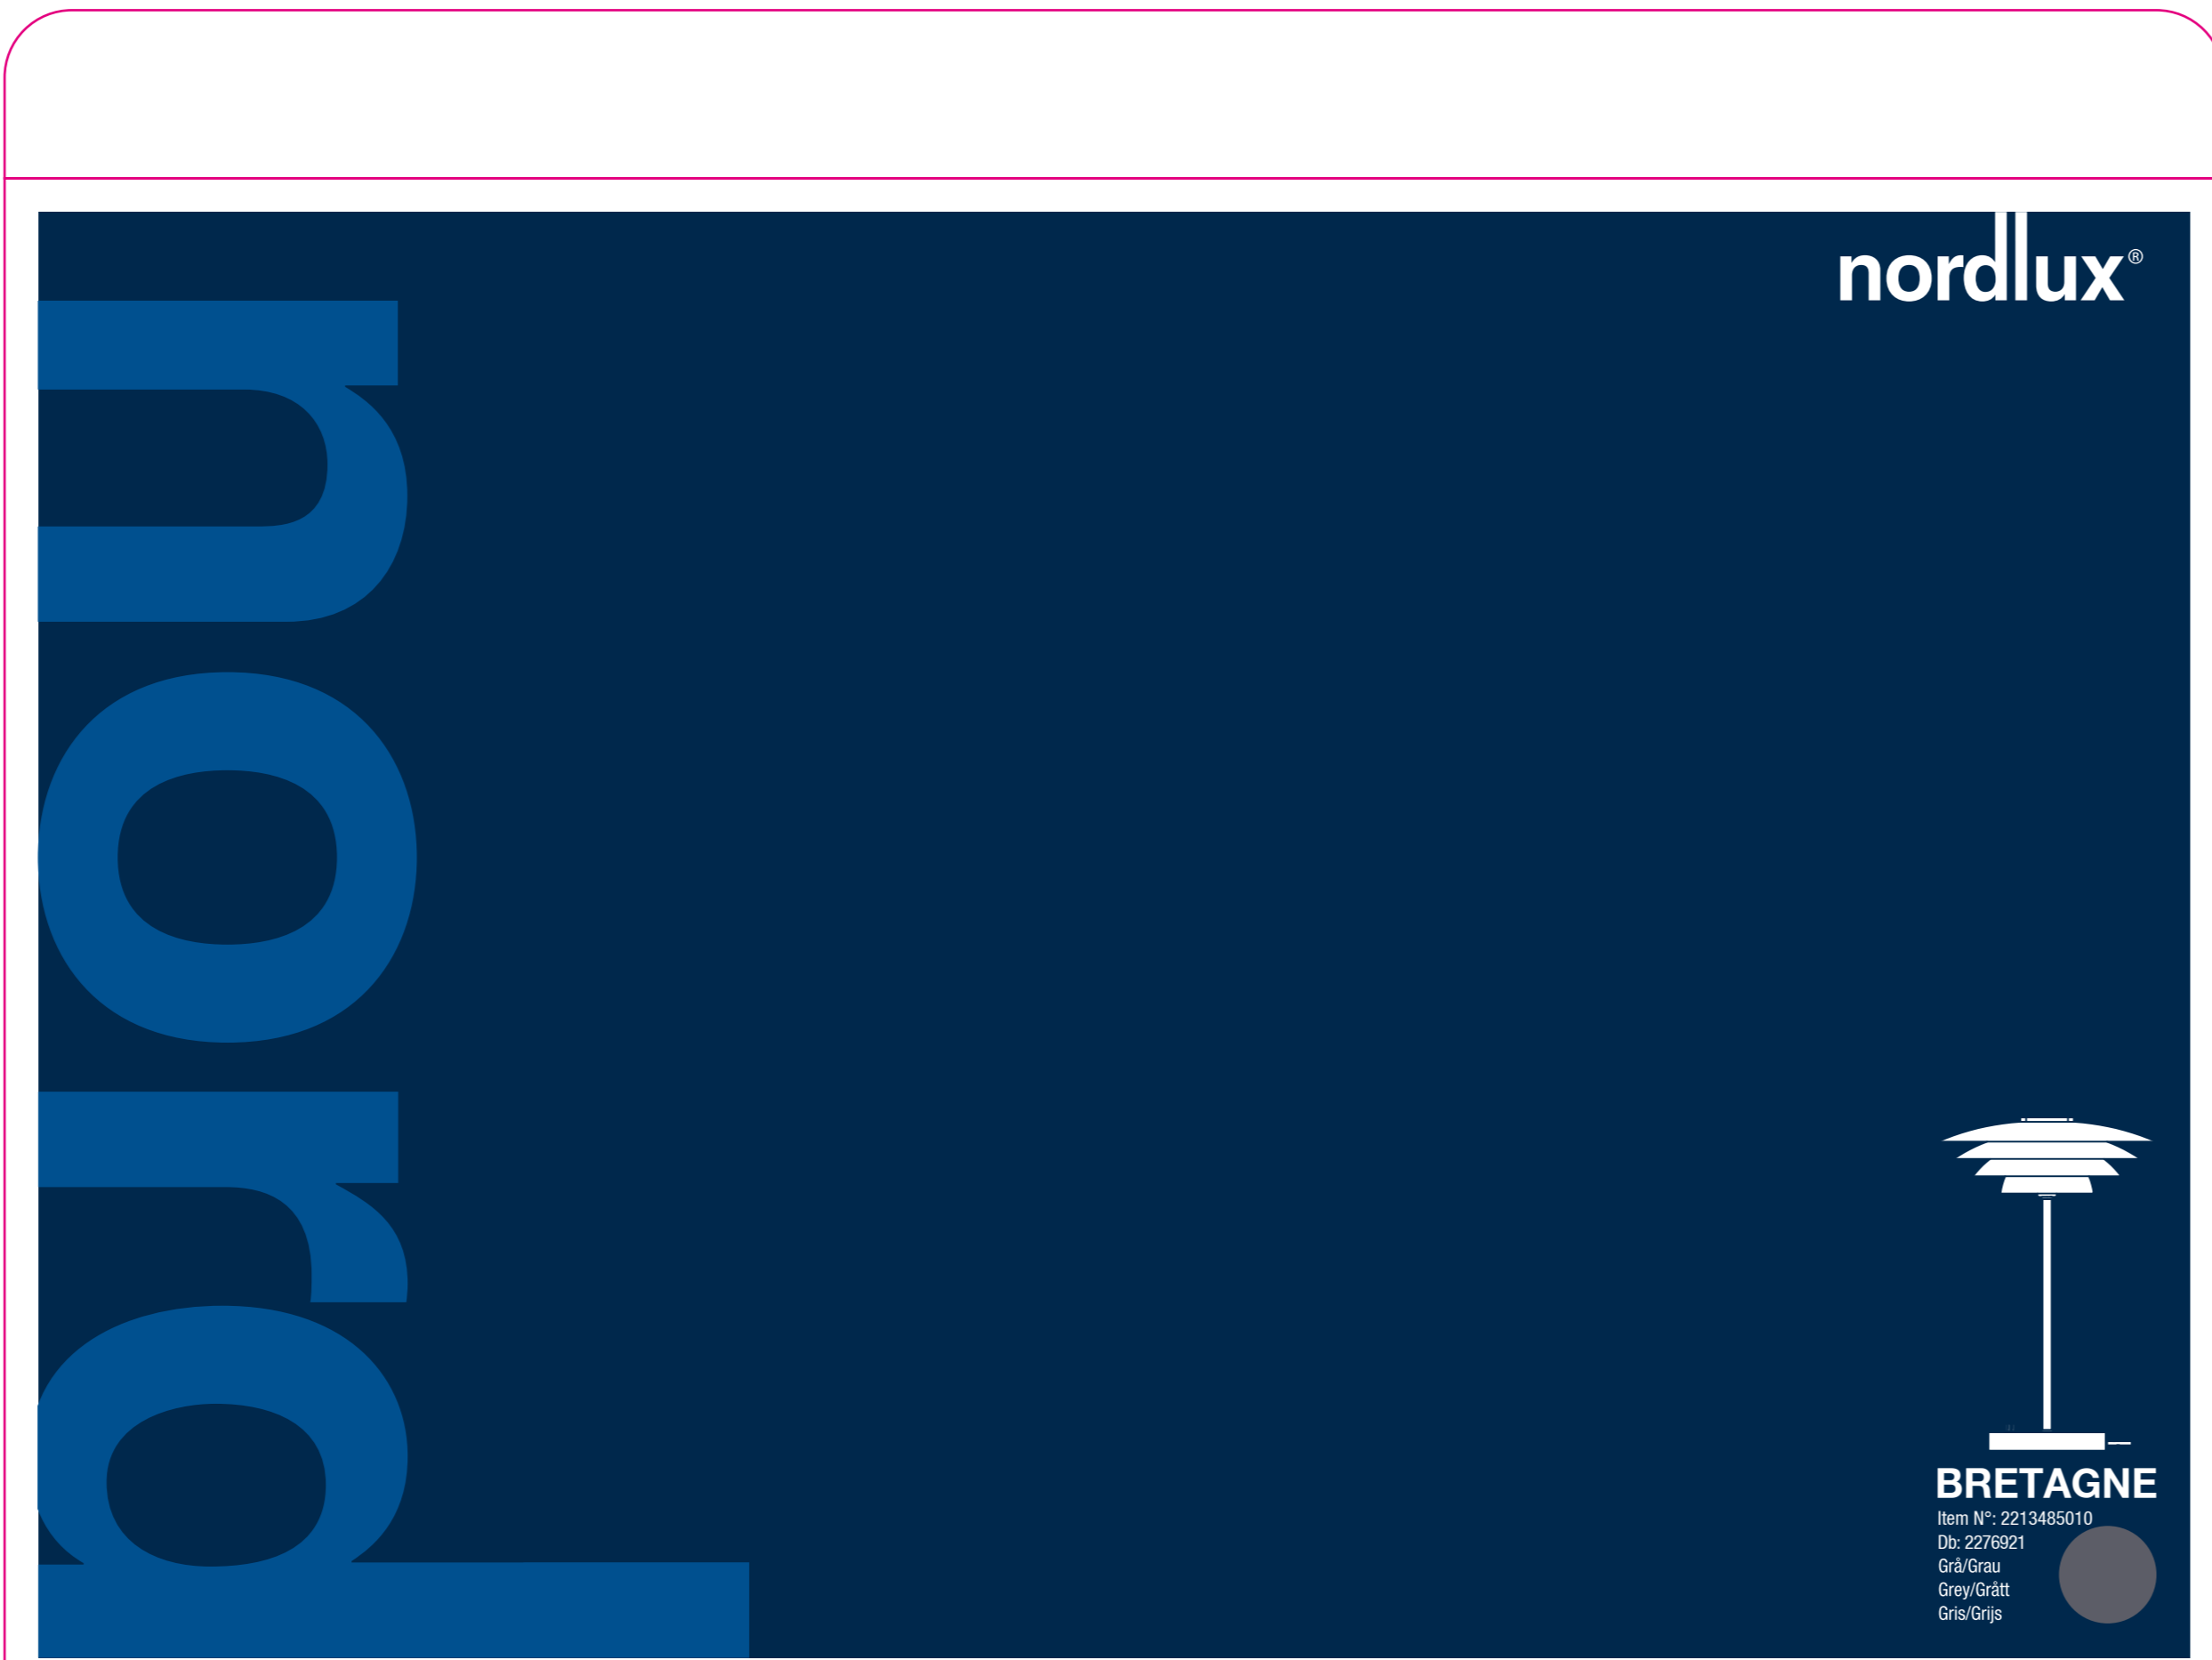 nordlux®
nord
BRETAGNE
Item N°: 2213485010
Db: 2276921
Grå/Grau
Grey/Grått
Gris/Grijs